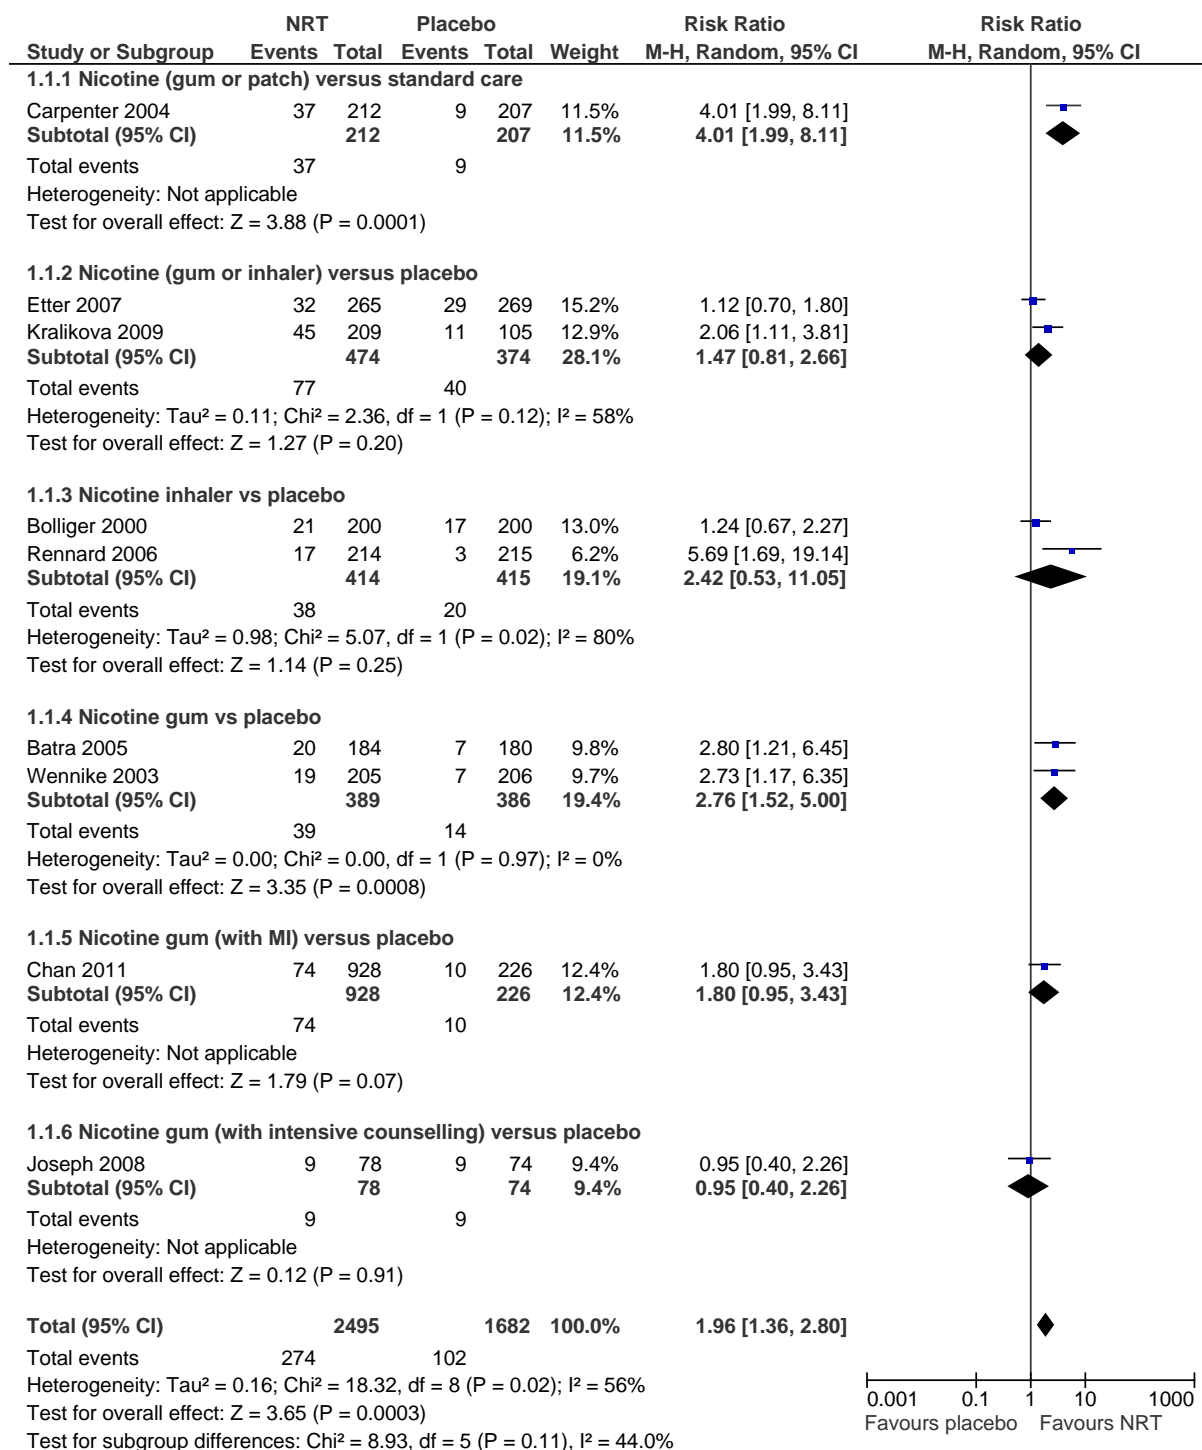 NRT Placebo Risk Ratio Risk Ratio
Study or Subgroup Events Total Events Total Weight M-H, Random, 95% CI M-H, Random, 95% CI
1.1.1 Nicotine (gum or patch) versus standard care
Carpenter 2004 37 212 9 207 11.5% 4.01 [1.99, 8.11]
Subtotal (95% CI) 212 207 11.5% 4.01 [1.99, 8.11]
Total events 37 9
Heterogeneity: Not applicable
Test for overall effect: Z = 3.88 (P = 0.0001)
1.1.2 Nicotine (gum or inhaler) versus placebo
Etter 2007 32 265 29 269 15.2% 1.12 [0.70, 1.80]
Kralikova 2009 45 209 11 105 12.9% 2.06 [1.11, 3.81]
Subtotal (95% CI) 474 374 28.1% 1.47 [0.81, 2.66]
Total events 77 40
Heterogeneity: Tau² = 0.11; Chi² = 2.36, df = 1 (P = 0.12); I² = 58%
Test for overall effect: Z = 1.27 (P = 0.20)
1.1.3 Nicotine inhaler vs placebo
Bolliger 2000 21 200 17 200 13.0% 1.24 [0.67, 2.27]
Rennard 2006 17 214 3 215 6.2% 5.69 [1.69, 19.14]
Subtotal (95% CI) 414 415 19.1% 2.42 [0.53, 11.05]
Total events 38 20
Heterogeneity: Tau² = 0.98; Chi² = 5.07, df = 1 (P = 0.02); I² = 80%
Test for overall effect: Z = 1.14 (P = 0.25)
1.1.4 Nicotine gum vs placebo
Batra 2005 20 184 7 180 9.8% 2.80 [1.21, 6.45]
Wennike 2003 19 205 7 206 9.7% 2.73 [1.17, 6.35]
Subtotal (95% CI) 389 386 19.4% 2.76 [1.52, 5.00]
Total events 39 14
Heterogeneity: Tau² = 0.00; Chi² = 0.00, df = 1 (P = 0.97); I² = 0%
Test for overall effect: Z = 3.35 (P = 0.0008)
1.1.5 Nicotine gum (with MI) versus placebo
Chan 2011 74 928 10 226 12.4% 1.80 [0.95, 3.43]
Subtotal (95% CI) 928 226 12.4% 1.80 [0.95, 3.43]
Total events 74 10
Heterogeneity: Not applicable
Test for overall effect: Z = 1.79 (P = 0.07)
1.1.6 Nicotine gum (with intensive counselling) versus placebo
Joseph 2008 9 78 9 74 9.4% 0.95 [0.40, 2.26]
Subtotal (95% CI) 78 74 9.4% 0.95 [0.40, 2.26]
Total events 9 9
Heterogeneity: Not applicable
Test for overall effect: Z = 0.12 (P = 0.91)
Total (95% CI) 2495 1682 100.0% 1.96 [1.36, 2.80]
Total events 274 102
Heterogeneity: Tau² = 0.16; Chi² = 18.32, df = 8 (P = 0.02); I² = 56%
Test for overall effect: Z = 3.65 (P = 0.0003)
Test for subgroup differences: Chi² = 8.93, df = 5 (P = 0.11), I² = 44.0%
0.001 0.1 1 10 1000
Favours placebo Favours NRT